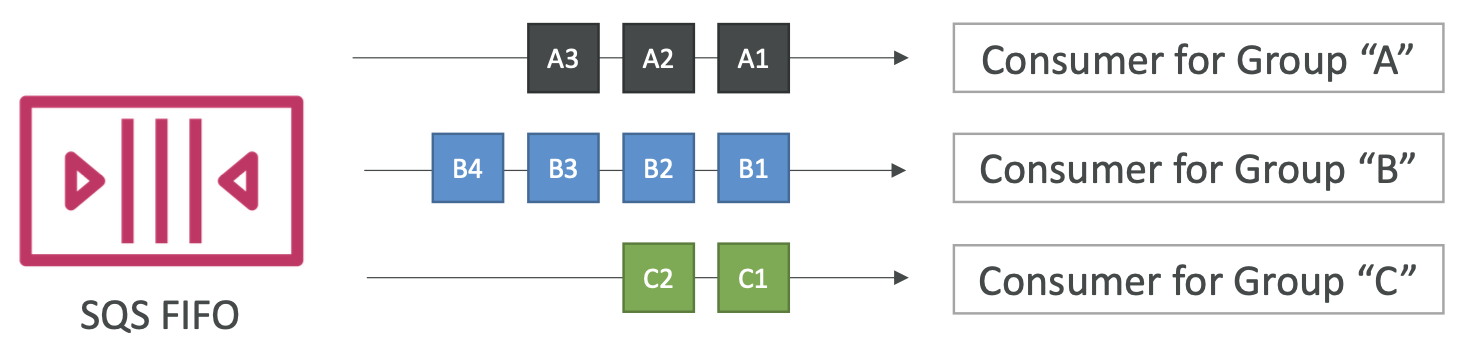 A3 A2 A1
Consumer for Group “A”
B4 B3 B2 B1
Consumer for Group “B”
C2 C1
Consumer for Group “C”
SQS FIFO